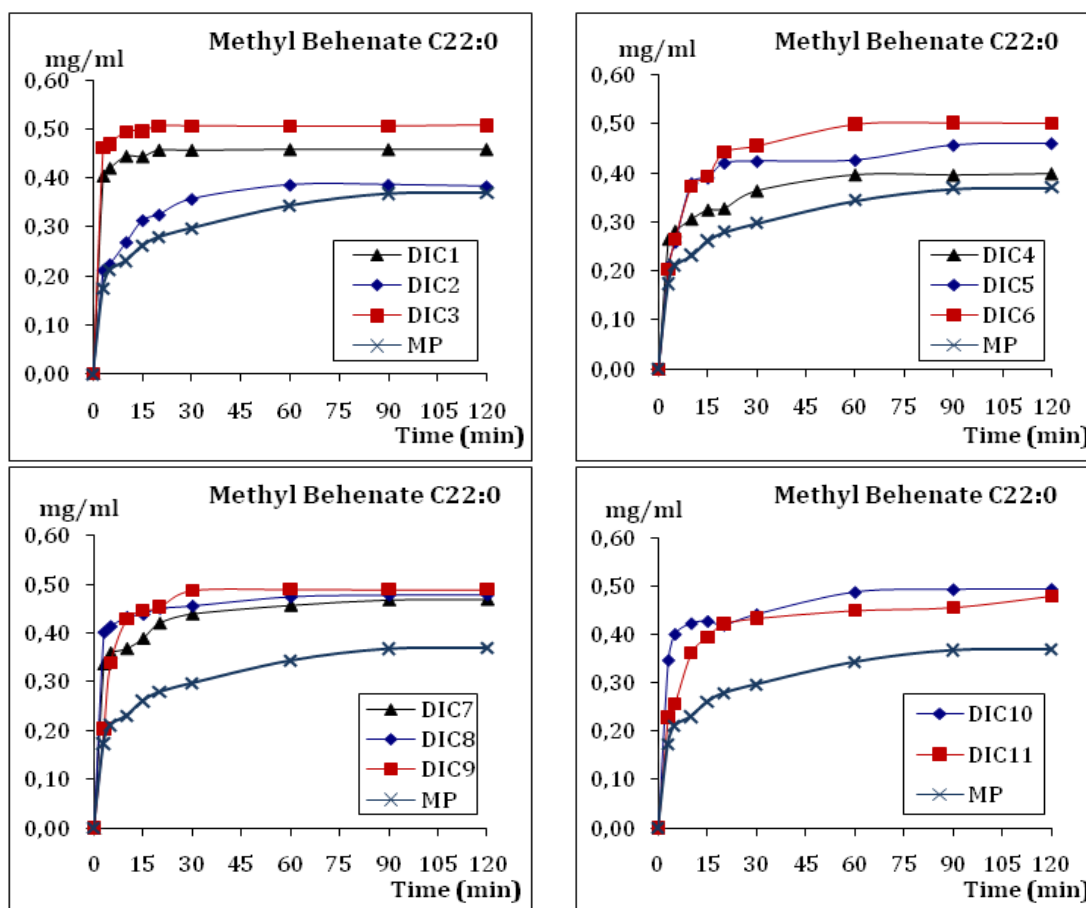 Methyl Behenate C22:0
mg/ml
0,60
0,50
0,40
0,30
0,20
0,10
0,00
DIC1
DIC2
DIC3
MP
0 15 30 45 60 75 90 105 120
Time (min)
Methyl Behenate C22:0
mg/ml
0,60
0,50
0,40
0,30
0,20
0,10
0,00
DIC4
DIC5
DIC6
MP
0 15 30 45 60 75 90 105 120
Time (min)
Methyl Behenate C22:0
mg/ml
0,60
0,50
0,40
0,30
0,20
0,10
0,00
DIC7
DIC8
DIC9
MP
0 15 30 45 60 75 90 105 120
Time (min)
Methyl Behenate C22:0
mg/ml
0,60
0,50
0,40
0,30
0,20
0,10
0,00
DIC10
DIC11
MP
0 15 30 45 60 75 90 105 120
Time (min)